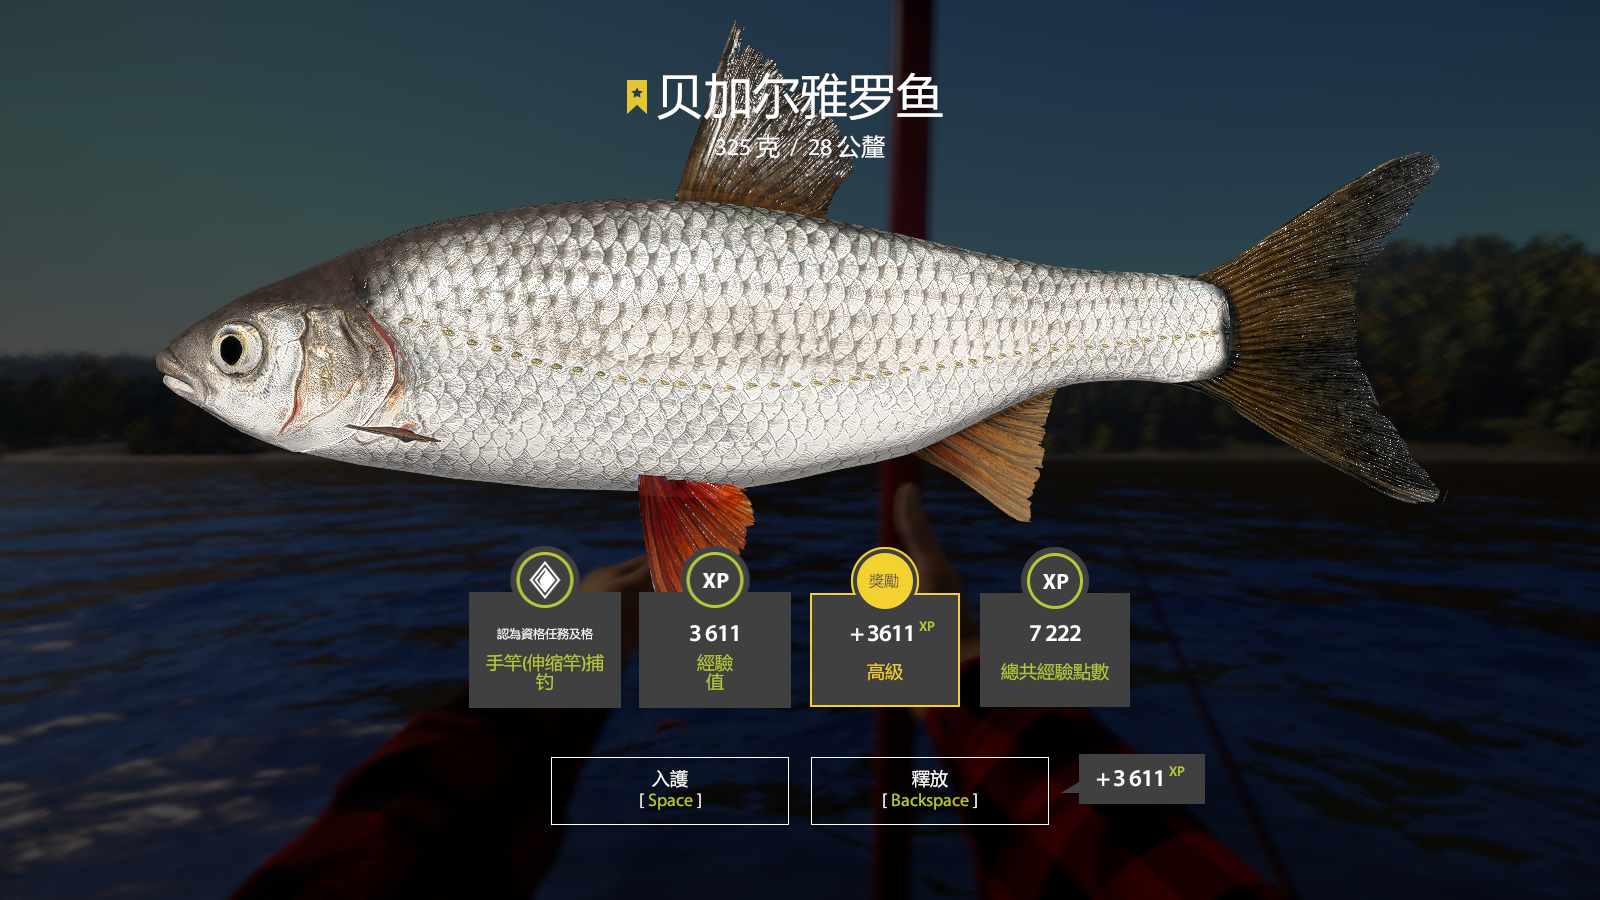 贝加尔雅罗鱼
325 克 / 28 公釐
認為資格任務及格
手竿(伸缩竿)捕
钓
XP
3 611
經驗
值
獎勵
+3611 XP
高級
XP
7 222
總共經驗點數
入護
[ Space ]
釋放
[ Backspace ]
+3 611 XP